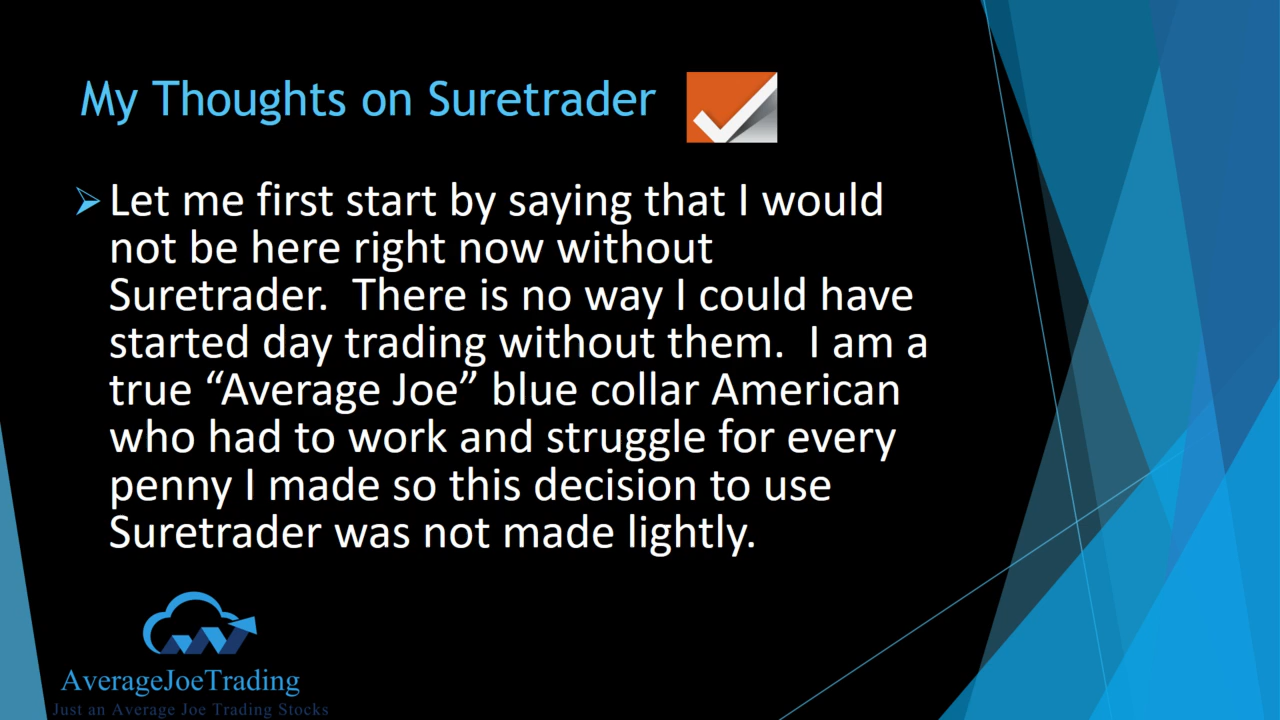 My Thoughts on Suretrader
Let me first start by saying that I would
not be here right now without
Suretrader.  There is no way I could have
started day trading without them.  I am a
true “Average Joe” blue collar American
who had to work and struggle for every
penny I made so this decision to use
Suretrader was not made lightly.
AverageJoeTrading
Just an Average Joe Trading Stocks